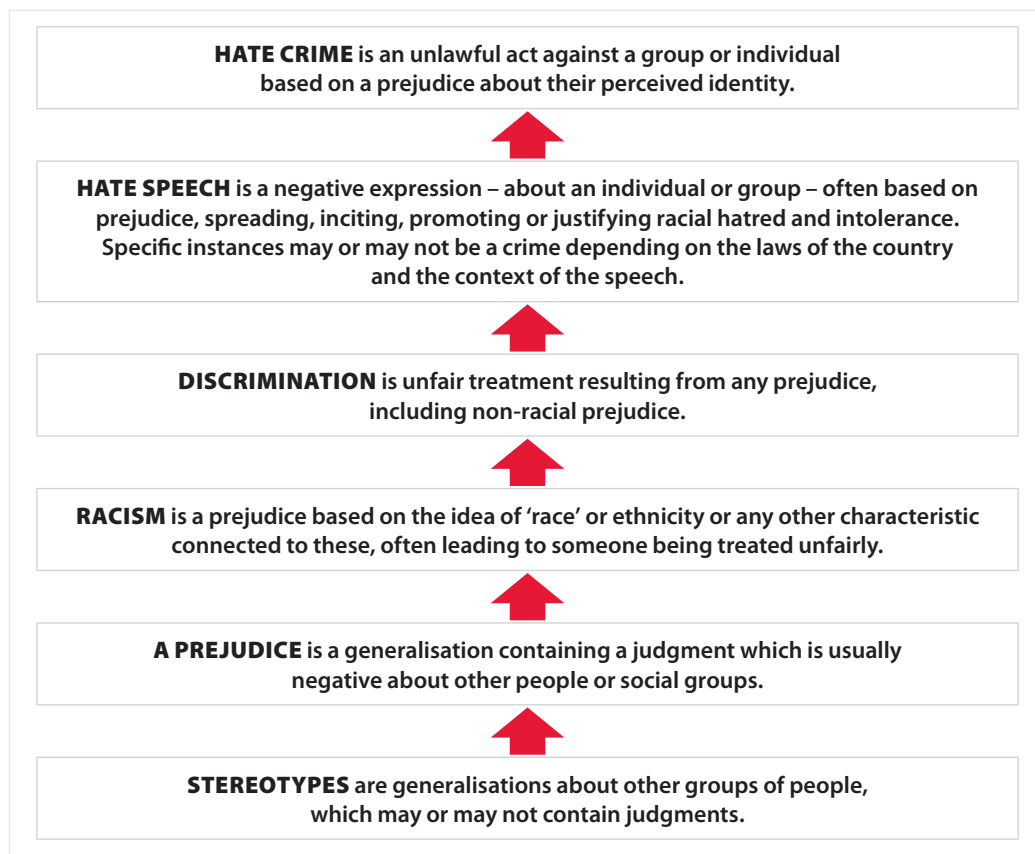 HATE CRIME is an unlawful act against a group or individual
based on a prejudice about their perceived identity.
HATE SPEECH is a negative expression – about an individual or group – often based on
prejudice, spreading, inciting, promoting or justifying racial hatred and intolerance.
Specific instances may or may not be a crime depending on the laws of the country
and the context of the speech.
DISCRIMINATION is unfair treatment resulting from any prejudice,
including non-racial prejudice.
RACISM is a prejudice based on the idea of ‘race’ or ethnicity or any other characteristic
connected to these, often leading to someone being treated unfairly.
A PREJUDICE is a generalisation containing a judgment which is usually
negative about other people or social groups.
STEREOTYPES are generalisations about other groups of people,
which may or may not contain judgments.